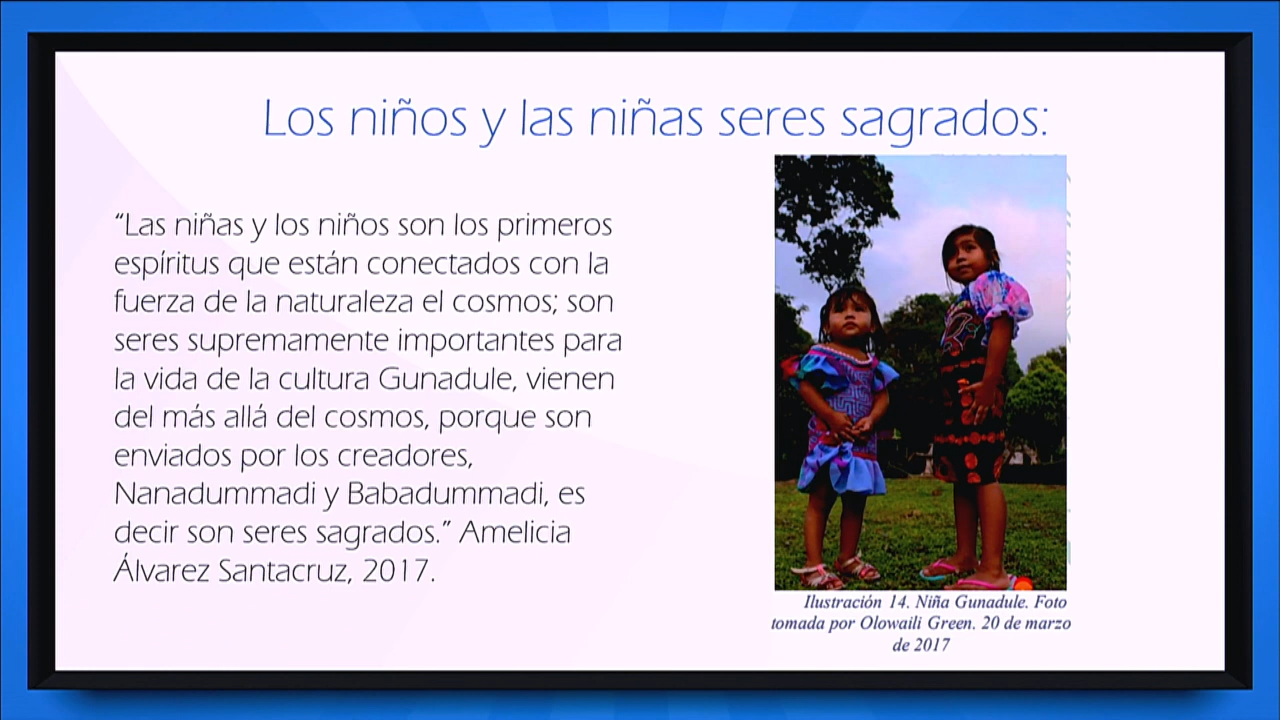 Los niños y las niñas seres sagrados:
“Las niñas y los niños son los primeros
espíritus que están conectados con la
fuerza de la naturaleza el cosmos; son
seres supremamente importantes para
la vida de la cultura Gunadule, vienen
del más allá del cosmos, porque son
enviados por los creadores,
Nanadummadi y Babadummadi, es
decir son seres sagrados.” Amelicia
Álvarez Santacruz, 2017.
Ilustración 14. Niña Gunadule. Foto
tomada por Olowaili Green. 20 de marzo
de 2017